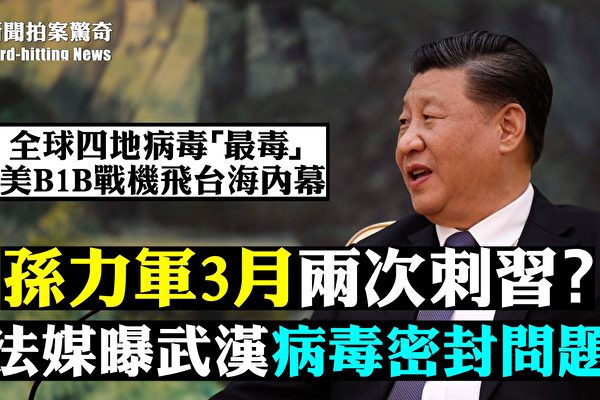 新聞拍案驚奇
rd-hitting News
全球四地病毒「最毒」
美B1B戰機飛台海內幕
孫力軍3月兩次刺習?
法媒曝武漢病毒密封問題